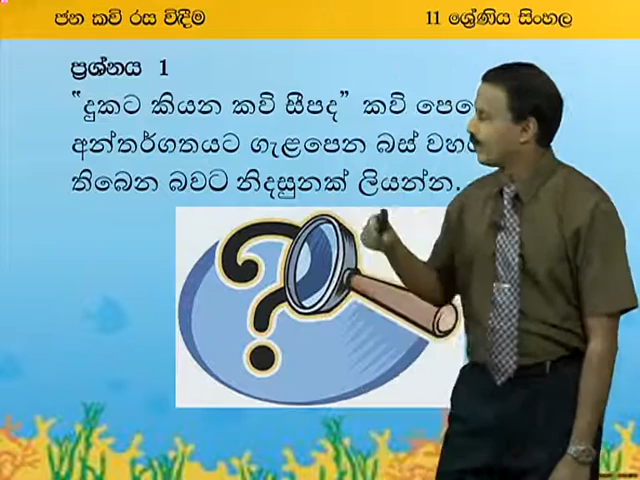 ජන කවි රස විඳීම
11 ශ්‍රේණිය සිංහල
ප්‍රශ්නය 1
“දුකට කියන කවි සීපද” කවි
අන්තර්ගතයට ගැළපෙන බස්
තිබෙන බවට නිදසුනක් ලියන්න.